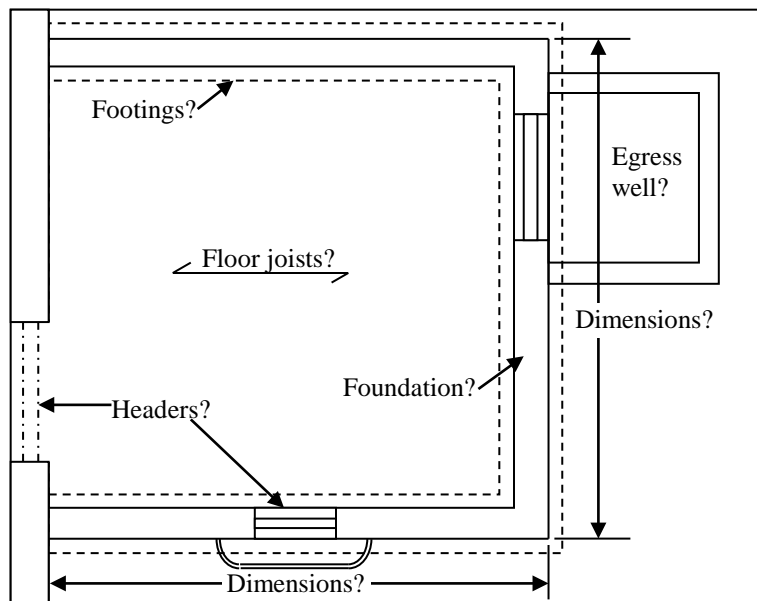 Footings?
Egress
well?
Floor joists?
Dimensions?
Foundation?
Headers?
Dimensions?